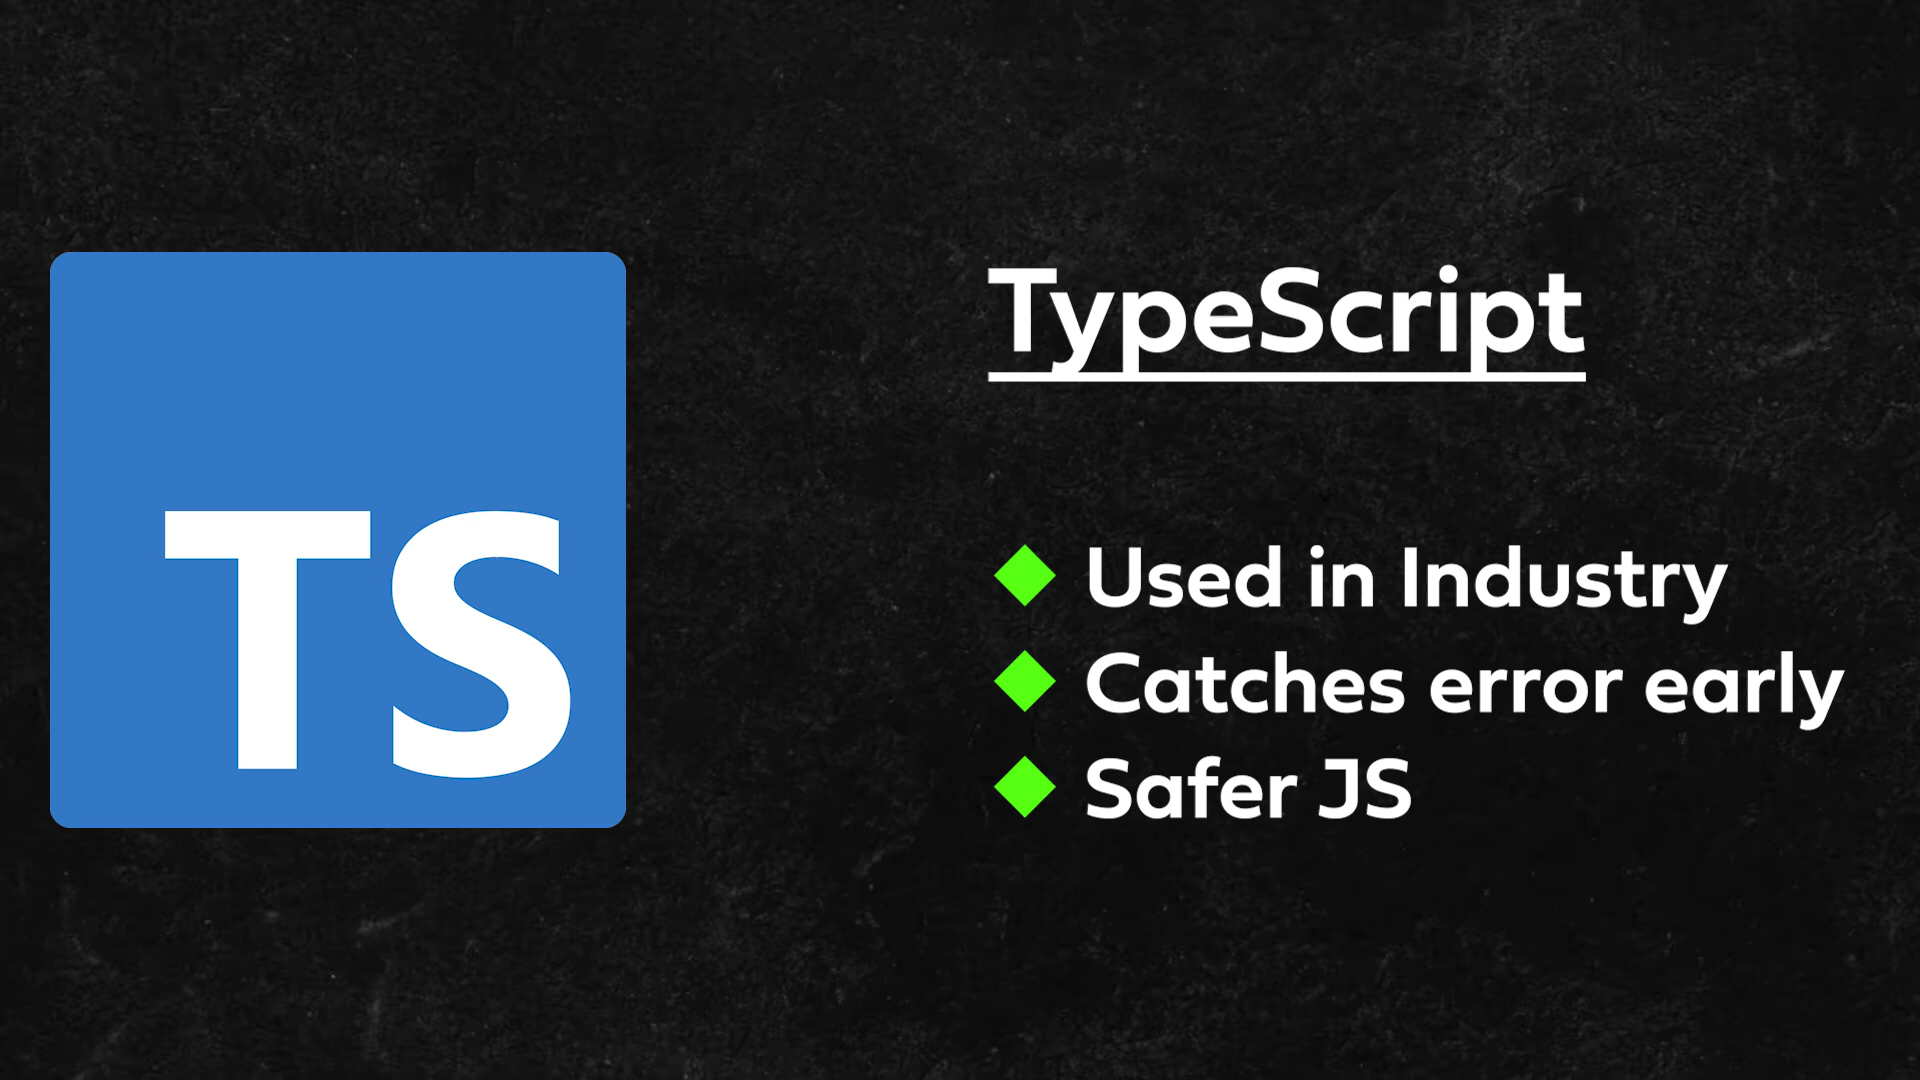 TS
TypeScript
Used in Industry
Catches error early
Safer JS